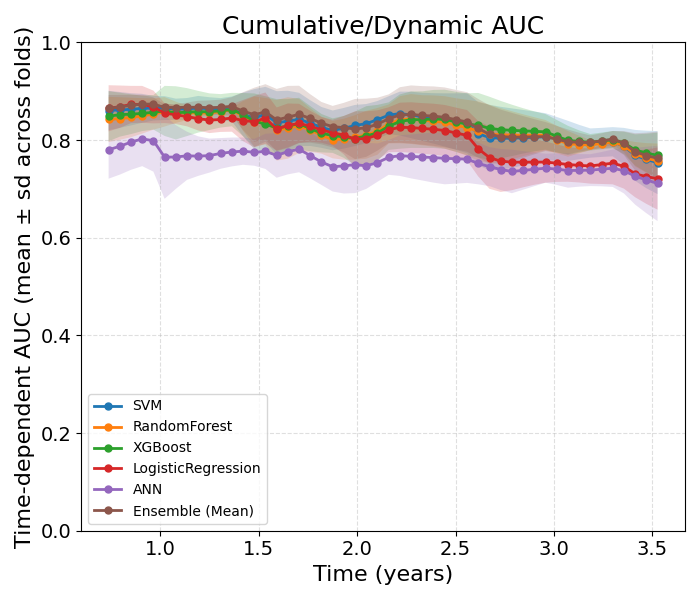 Cumulative/Dynamic AUC
Time-dependent AUC (mean ± sd across folds)
1.0
0.8
0.6
0.4
0.2
0.0
SVM
RandomForest
XGBoost
LogisticRegression
ANN
Ensemble (Mean)
1.0 1.5 2.0 2.5 3.0 3.5
Time (years)